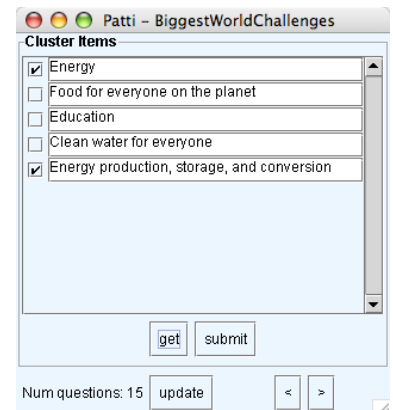 Patti – BiggestWorldChallenges
Cluster Items
Energy
Food for everyone on the planet
Education
Clean water for everyone
Energy production, storage, and conversion
get submit
Num questions: 15 update < >